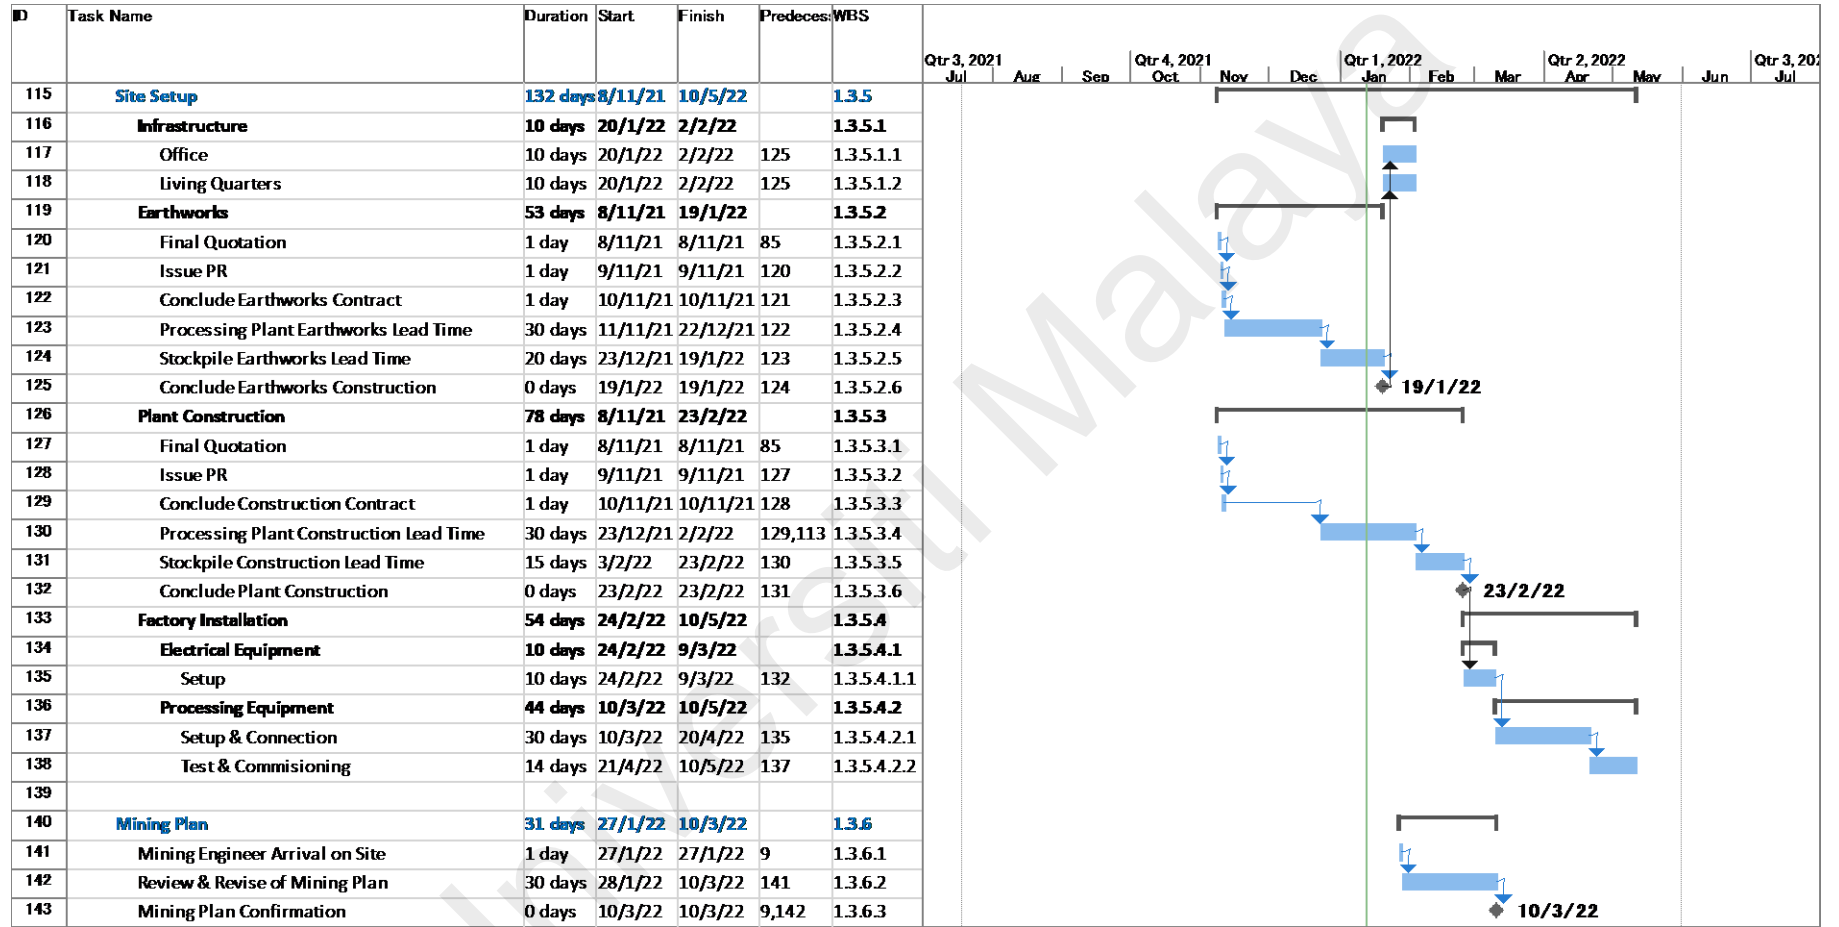 ID Task Name Duration Start Finish Predeces: WBS
Qtr 3, 2021 Qtr 4, 2021 Qtr 1, 2022 Qtr 2, 2022 Qtr 3, 202
Jul Aug Sep Oct Nov Dec Jan Feb Mar Apr May Jun Jul
115 Site Setup 132 days 8/11/21 10/5/22 1.3.5
116 Infrastructure 10 days 20/1/22 2/2/22 1.3.5.1
117 Office 10 days 20/1/22 2/2/22 125 1.3.5.1.1
118 Living Quarters 10 days 20/1/22 2/2/22 125 1.3.5.1.2
119 Earthworks 53 days 8/11/21 19/1/22 1.3.5.2
120 Final Quotation 1 day 8/11/21 8/11/21 85 1.3.5.2.1
121 Issue PR 1 day 9/11/21 9/11/21 120 1.3.5.2.2
122 Conclude Earthworks Contract 1 day 10/11/21 10/11/21 121 1.3.5.2.3
123 Processing Plant Earthworks Lead Time 30 days 11/11/21 22/12/21 122 1.3.5.2.4
124 Stockpile Earthworks Lead Time 20 days 23/12/21 19/1/22 123 1.3.5.2.5
125 Conclude Earthworks Construction 0 days 19/1/22 19/1/22 124 1.3.5.2.6 19/1/22
126 Plant Construction 78 days 8/11/21 23/2/22 1.3.5.3
127 Final Quotation 1 day 8/11/21 8/11/21 85 1.3.5.3.1
128 Issue PR 1 day 9/11/21 9/11/21 127 1.3.5.3.2
129 Conclude Construction Contract 1 day 10/11/21 10/11/21 128 1.3.5.3.3
130 Processing Plant Construction Lead Time 30 days 23/12/21 2/2/22 129,113 1.3.5.3.4
131 Stockpile Construction Lead Time 15 days 3/2/22 23/2/22 130 1.3.5.3.5
132 Conclude Plant Construction 0 days 23/2/22 23/2/22 131 1.3.5.3.6 23/2/22
133 Factory Installation 54 days 24/2/22 10/5/22 1.3.5.4
134 Electrical Equipment 10 days 24/2/22 9/3/22 1.3.5.4.1
135 Setup 10 days 24/2/22 9/3/22 132 1.3.5.4.1.1
136 Processing Equipment 44 days 10/3/22 10/5/22 1.3.5.4.2
137 Setup & Connection 30 days 10/3/22 20/4/22 135 1.3.5.4.2.1
138 Test & Commisioning 14 days 21/4/22 10/5/22 137 1.3.5.4.2.2
139
140 Mining Plan 31 days 27/1/22 10/3/22 1.3.6
141 Mining Engineer Arrival on Site 1 day 27/1/22 27/1/22 9 1.3.6.1
142 Review & Revise of Mining Plan 30 days 28/1/22 10/3/22 141 1.3.6.2
143 Mining Plan Confirmation 0 days 10/3/22 10/3/22 9,142 1.3.6.3 10/3/22
niversiti Malaya